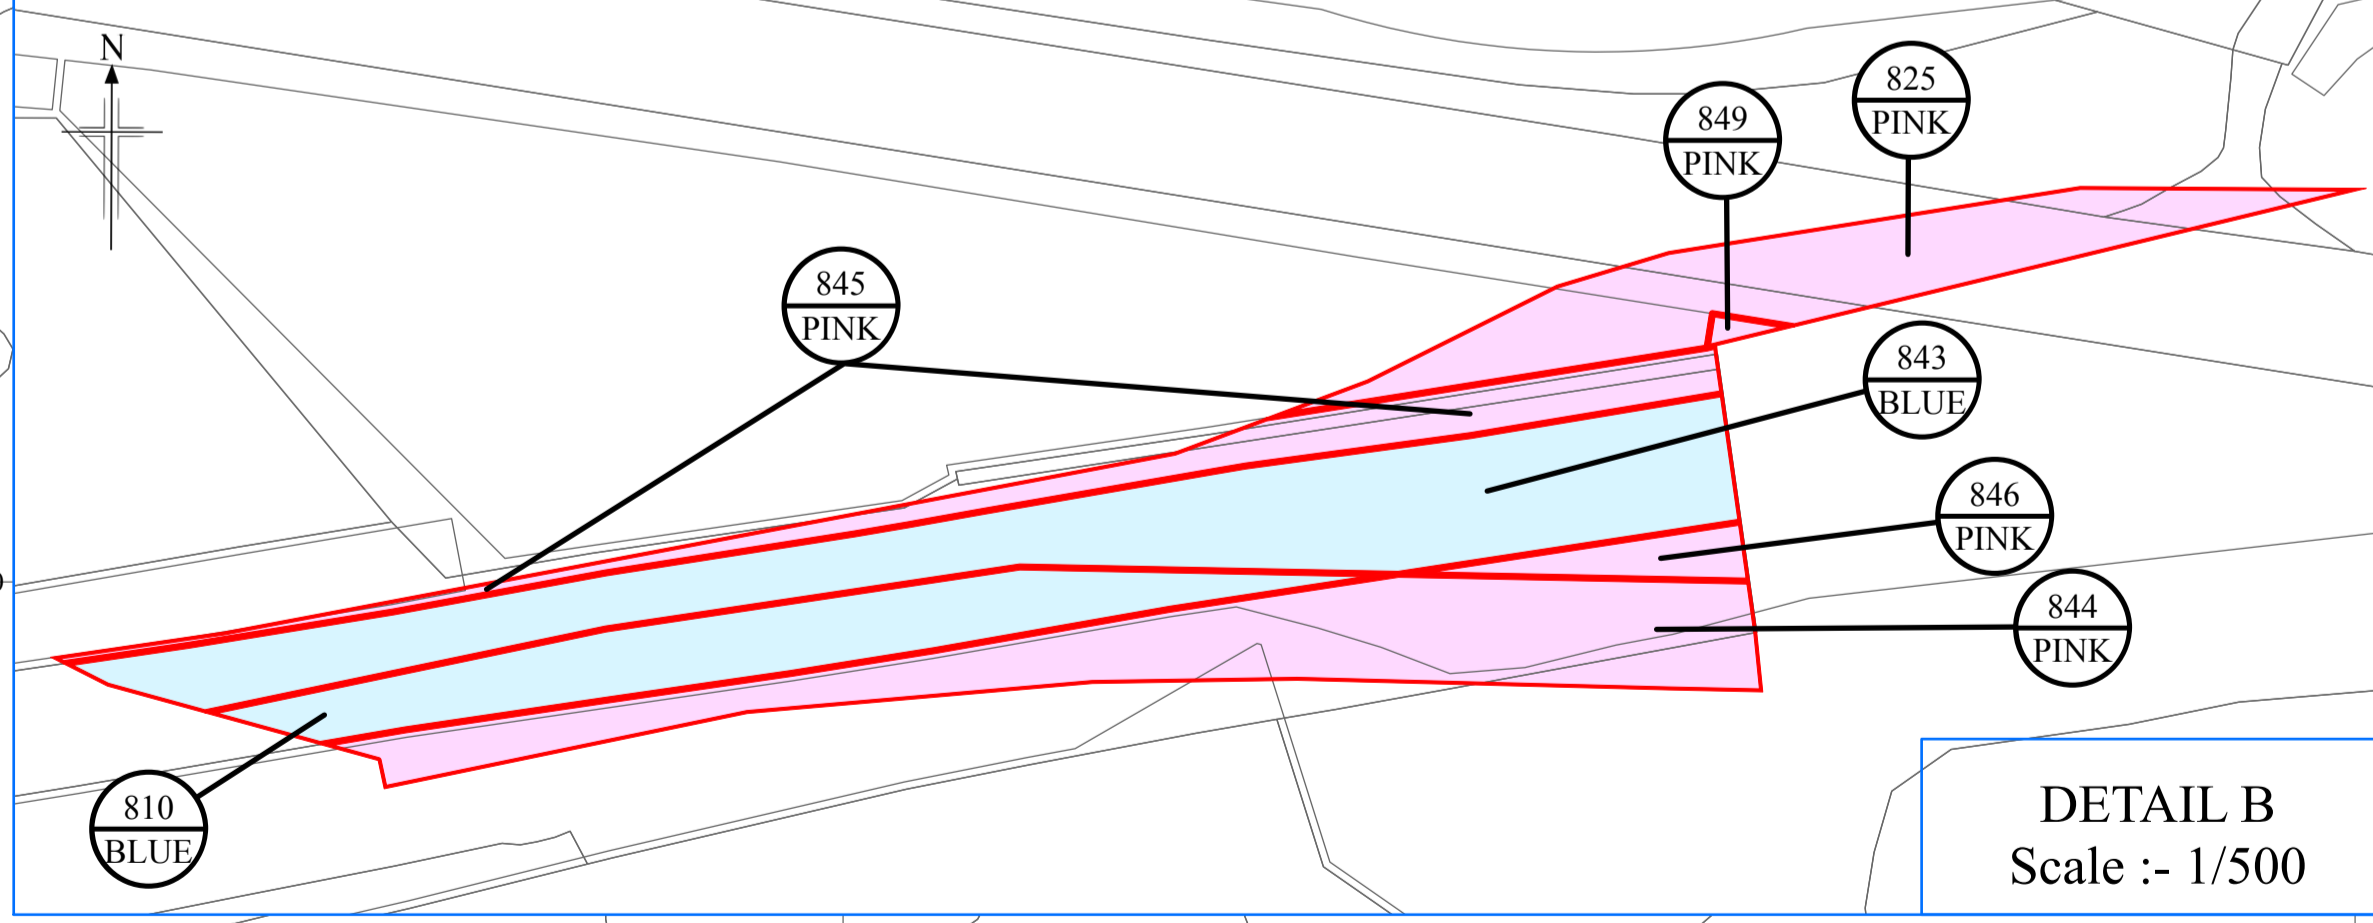 N
825
PINK
849
PINK
845
PINK
843
BLUE
846
PINK
844
PINK
810
BLUE
DETAIL B
Scale :- 1/500